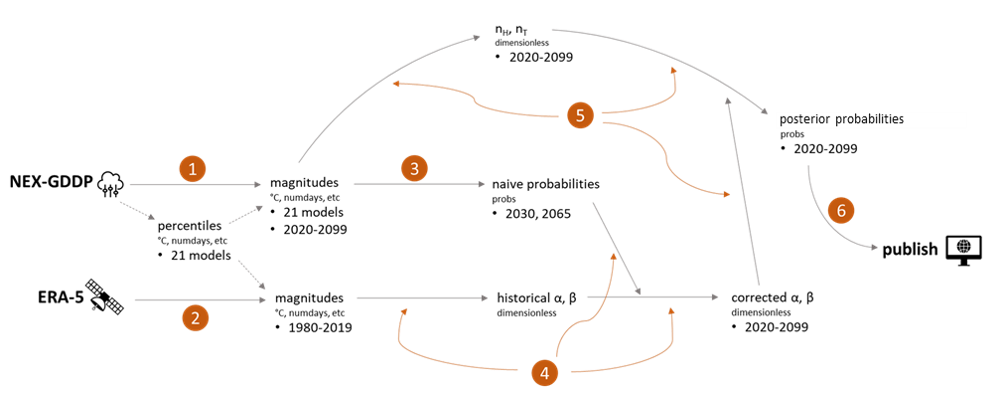 n_H, n_T
dimensionless
• 2020-2099
5
posterior probabilities
probs
• 2020-2099
1
3
NEX-GDDP
magnitudes
°C, numdays, etc
• 21 models
• 2020-2099
naive probabilities
probs
• 2030, 2065
6
percentiles
°C, numdays, etc
• 21 models
publish
ERA-5
2
magnitudes
°C, numdays, etc
• 1980-2019
historical α, β
dimensionless
corrected α, β
dimensionless
• 2020-2099
4